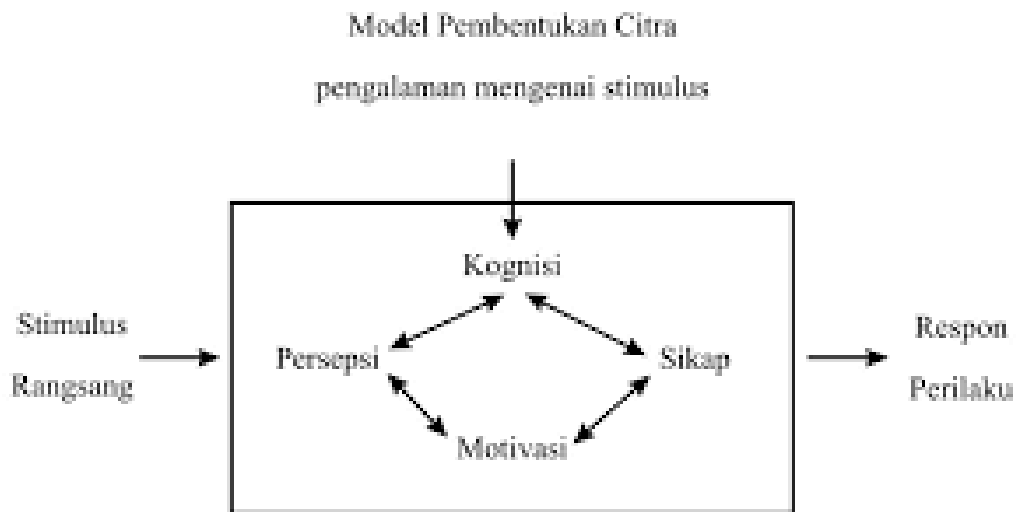 Model Pembentukan Citra
pengalaman mengenai stimulus
Kognisi
Stimulus
Rangsang
Persepsi
Sikap
Respon
Perilaku
Motivasi